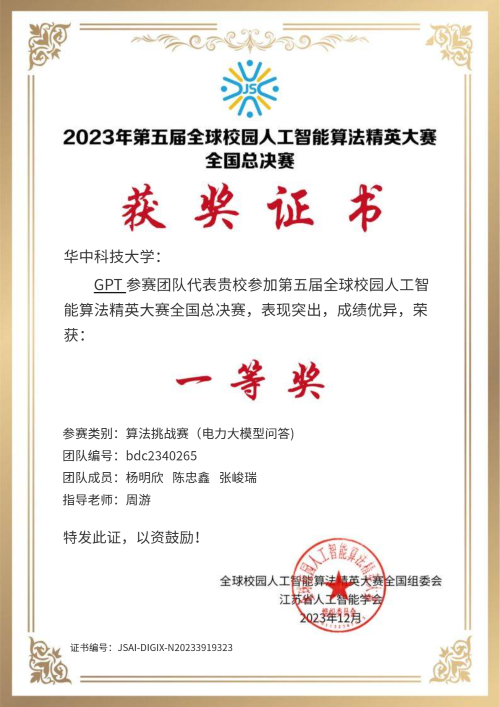 JSC
2023年第五届全球校园人工智能算法精英大赛
全国总决赛
获奖证书
华中科技大学：
GPT 参赛团队代表贵校参加第五届全球校园人工智
能算法精英大赛全国总决赛，表现突出，成绩优异，荣
获：
一等奖
参赛类别：算法挑战赛（电力大模型问答)
团队编号：bdc2340265
团队成员：杨明欣 陈忠鑫 张峻瑞
指导老师：周游
特发此证，以资鼓励！
全球校园人工智能算法精英大赛全国组委会
江苏省人工智能学会
2023年12月
证书编号：JSAI-DIGIX-N20233919323